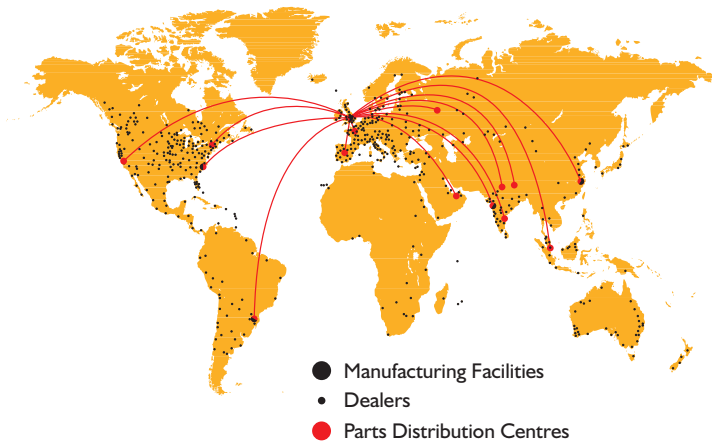 Manufacturing Facilities
Dealers
Parts Distribution Centres